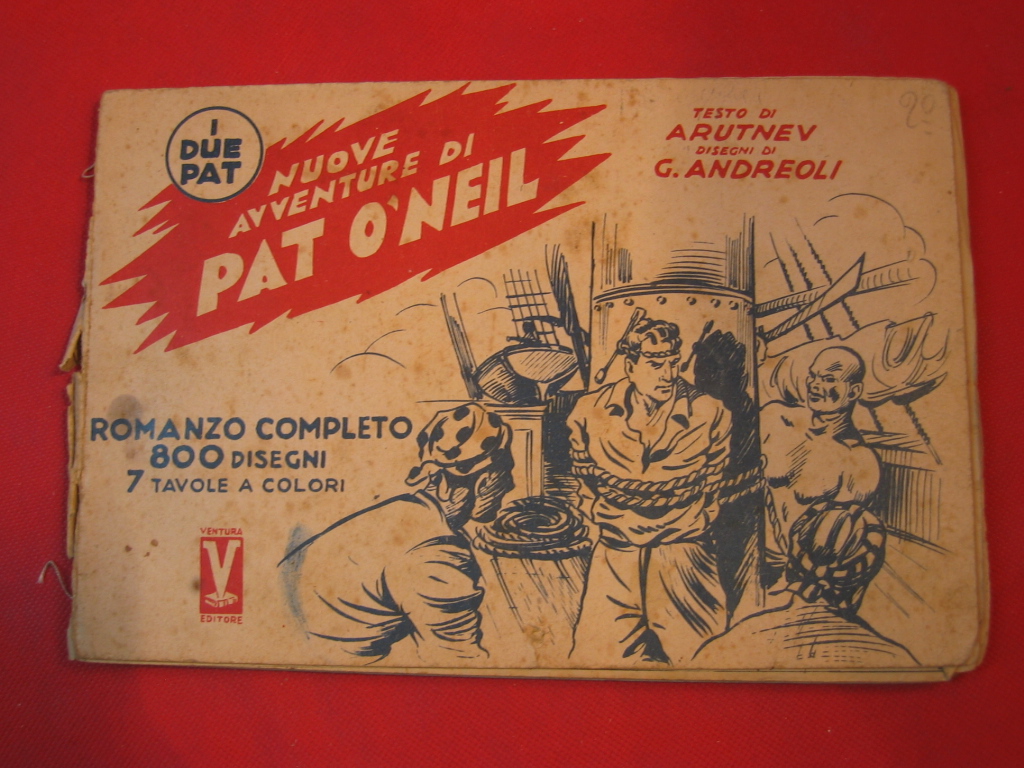 I
DUE
PAT
NUOVE
AVVENTURE DI
PAT O'NEIL
TESTO DI
ARUTNEV
DISEGNI DI
G. ANDREOLI
20
ROMANZO COMPLETO
800 DISEGNI
7 TAVOLE A COLORI
VENTURA
V
EDITORE